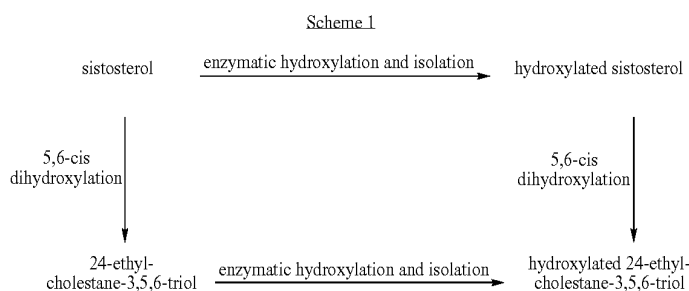 Scheme 1
sistosterol
enzymatic hydroxylation and isolation
hydroxylated sistosterol
5,6-cis
dihydroxylation
5,6-cis
dihydroxylation
24-ethyl-
cholestane-3,5,6-triol
enzymatic hydroxylation and isolation
hydroxylated 24-ethyl-
cholestane-3,5,6-triol